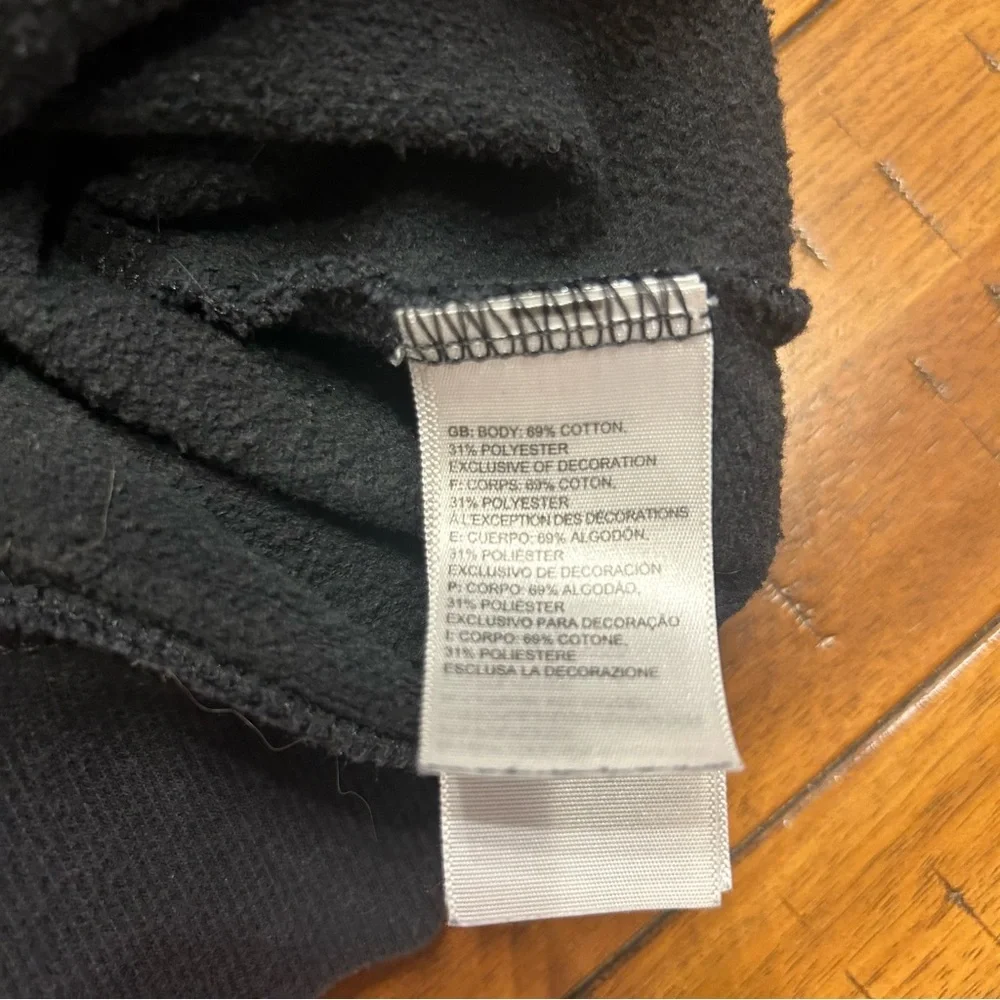 GB: BODY: 69% COTTON,
31% POLYESTER
EXCLUSIVE OF DECORATION
F: CORPS: 69% COTON,
31% POLYESTER
À L'EXCEPTION DES DÉCORATIONS
E: CUERPO: 69% ALGODÓN,
31% POLIÉSTER
EXCLUSIVO DE DECORACIÓN
P: CORPO: 69% ALGODÃO,
31% POLIÉSTER
EXCLUSIVO PARA DECORAÇÃO
I: CORPO: 69% COTONE,
31% POLIESTERE
ESCLUSA LA DECORAZIONE